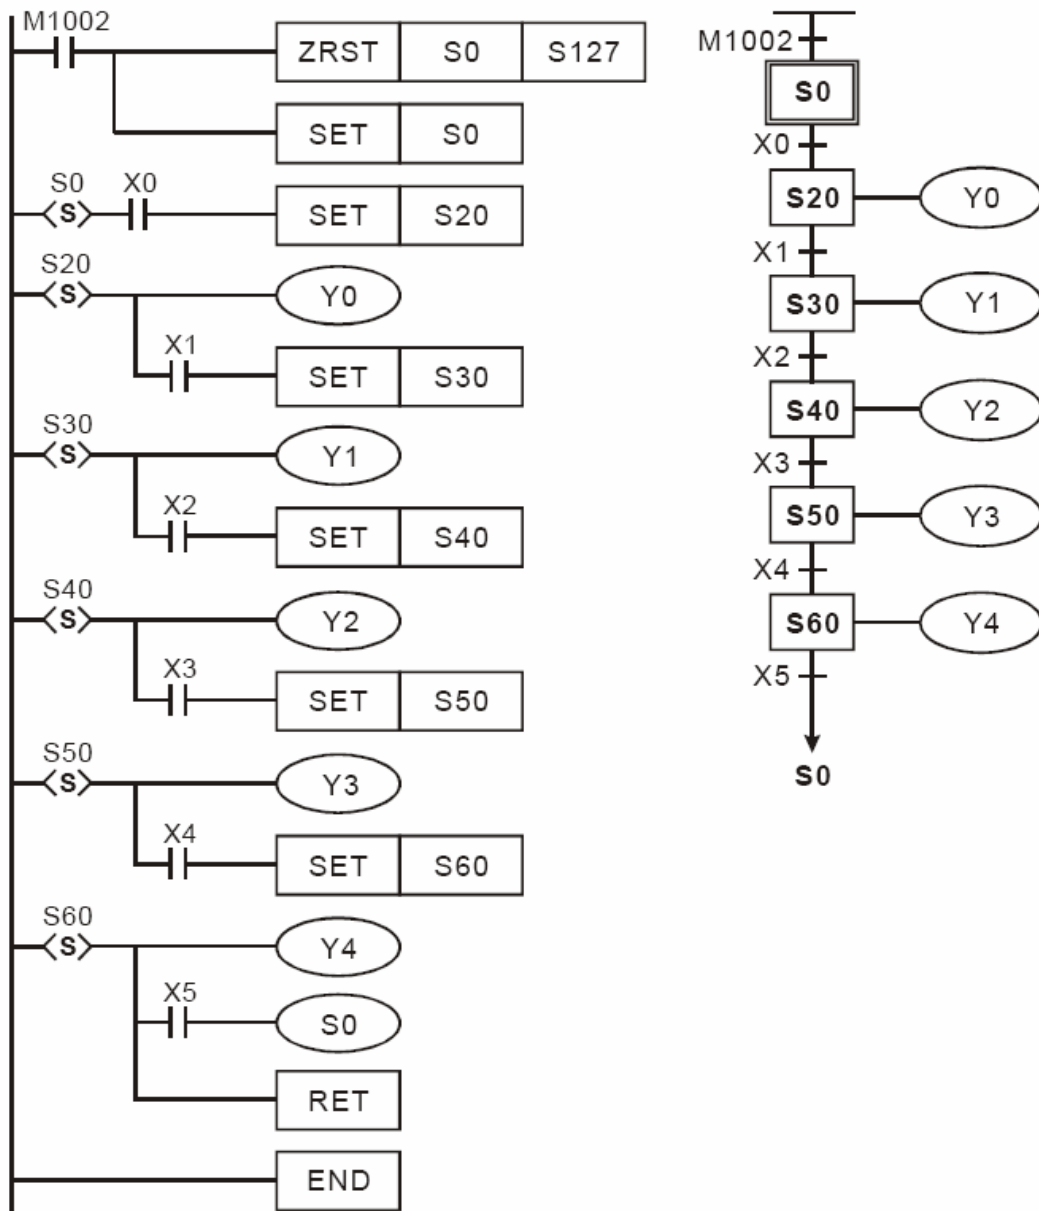 M1002
ZRST S0 S127
SET S0
S0 X0
S SET S20
S20
S Y0
X1
SET S30
S30
S Y1
X2
SET S40
S40
S Y2
X3
SET S50
S50
S Y3
X4
SET S60
S60
S Y4
X5
S0
RET
END
M1002
S0
X0
S20 Y0
X1
S30 Y1
X2
S40 Y2
X3
S50 Y3
X4
S60 Y4
X5
S0